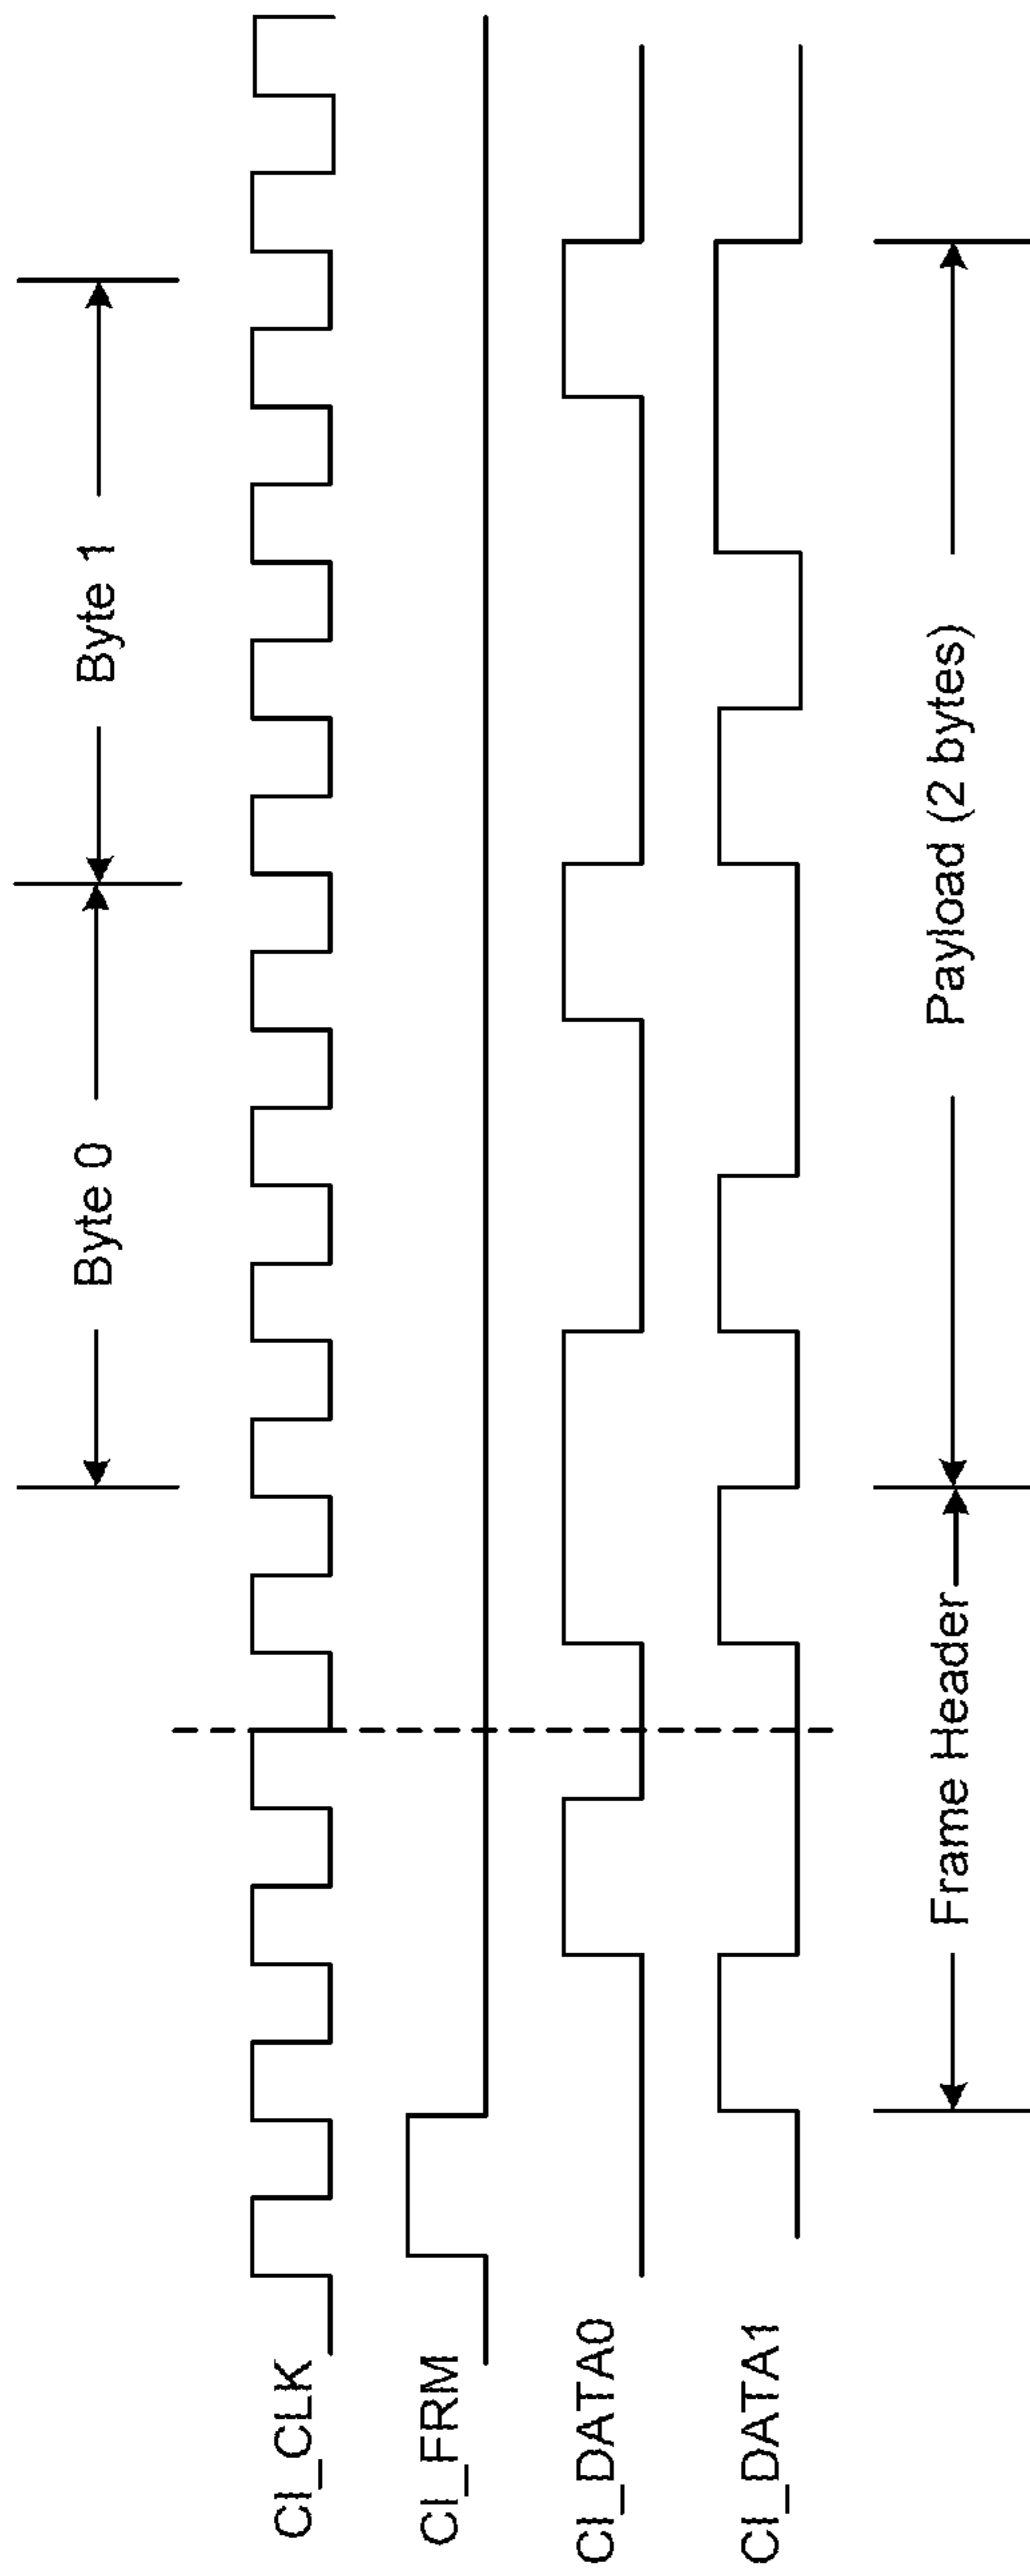 Byte 0
Byte 1
CI_CLK
CI_FRM
CI_DATA0
CI_DATA1
Frame Header
Payload (2 bytes)